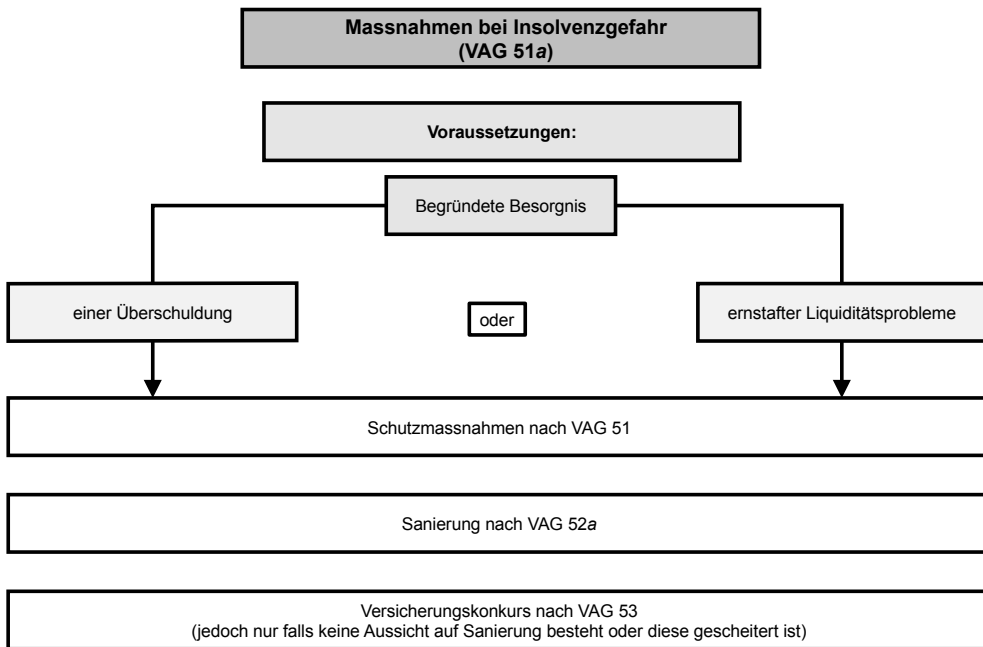 Massnahmen bei Insolvenzgefahr
(VAG 51a)
Voraussetzungen:
Begründete Besorgnis
einer Überschuldung
oder
ernstafter Liquiditätsprobleme
Schutzmassnahmen nach VAG 51
Sanierung nach VAG 52a
Versicherungskonkurs nach VAG 53
(jedoch nur falls keine Aussicht auf Sanierung besteht oder diese gescheitert ist)